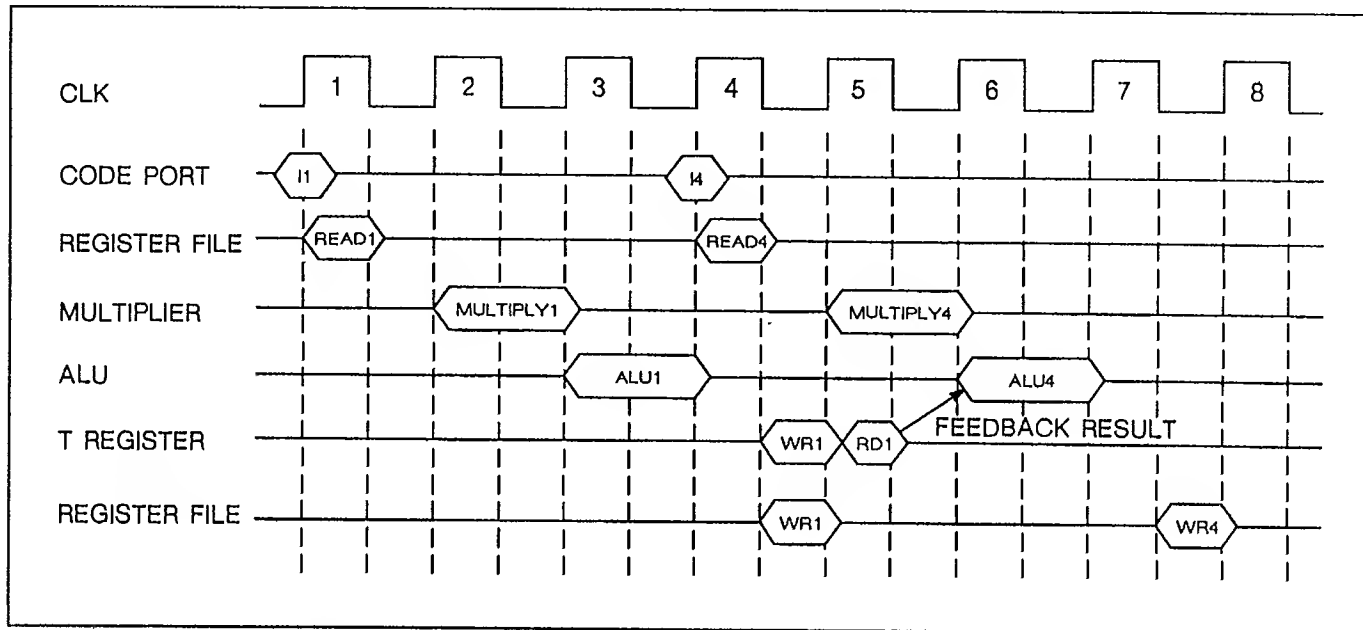 CLK 1 2 3 4 5 6 7 8
CODE PORT I1 I4
REGISTER FILE READ1 READ4
MULTIPLIER MULTIPLY1 MULTIPLY4
ALU ALU1 ALU4
T REGISTER WR1 RD1 FEEDBACK RESULT
REGISTER FILE WR1 WR4